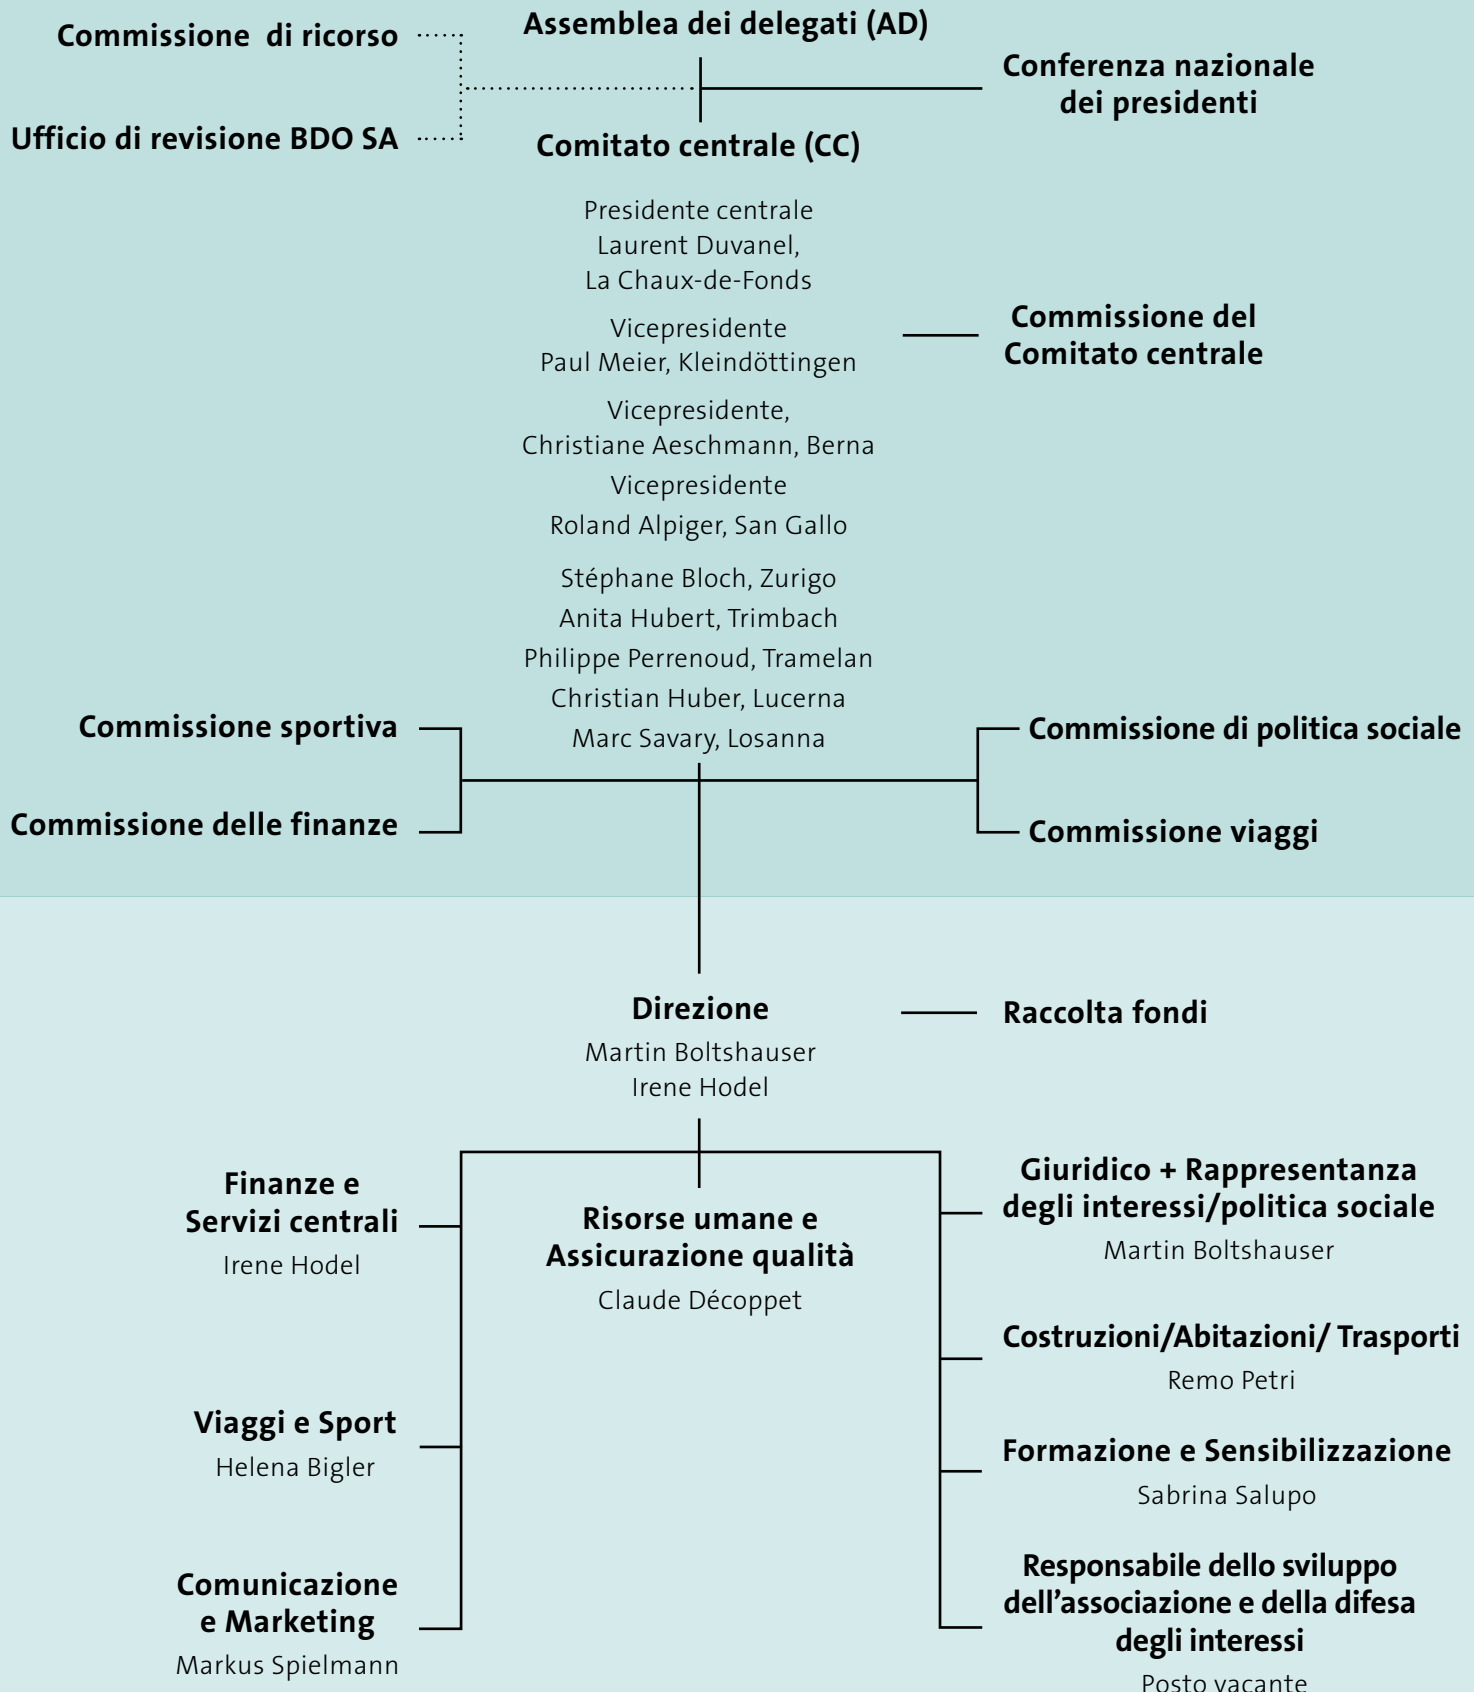 Commissione di ricorso
Assemblea dei delegati (AD)
Conferenza nazionale
dei presidenti
Ufficio di revisione BDO SA
Comitato centrale (CC)
Presidente centrale
Laurent Duvanel,
La Chaux-de-Fonds
Vicepresidente
Paul Meier, Kleindöttingen
Commissione del
Comitato centrale
Vicepresidente,
Christiane Aeschmann, Berna
Vicepresidente
Roland Alpiger, San Gallo
Stéphane Bloch, Zurigo
Anita Hubert, Trimbach
Philippe Perrenoud, Tramelan
Christian Huber, Lucerna
Marc Savary, Losanna
Commissione sportiva
Commissione di politica sociale
Commissione delle finanze
Commissione viaggi
Direzione
Martin Boltshauser
Irene Hodel
Raccolta fondi
Finanze e
Servizi centrali
Irene Hodel
Risorse umane e
Assicurazione qualità
Claude Décoppet
Giuridico + Rappresentanza
degli interessi/politica sociale
Martin Boltshauser
Costruzioni/Abitazioni/ Trasporti
Remo Petri
Viaggi e Sport
Helena Bigler
Formazione e Sensibilizzazione
Sabrina Salupo
Comunicazione
e Marketing
Markus Spielmann
Responsabile dello sviluppo
dell'associazione e della difesa
degli interessi
Posto vacante